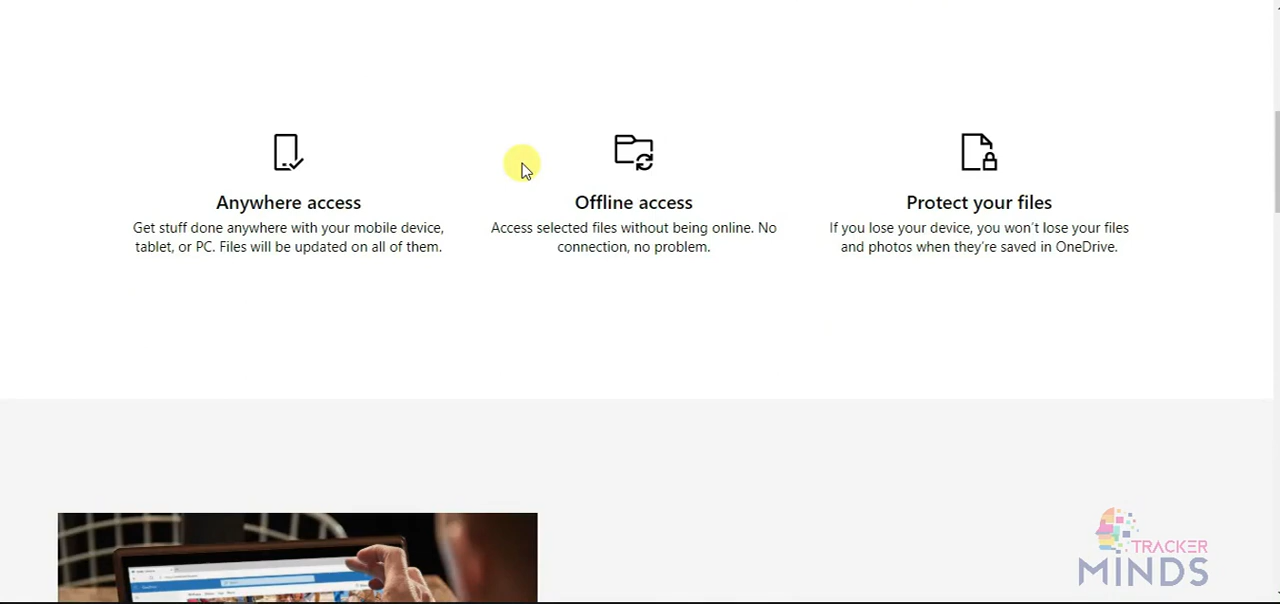 Anywhere access
Get stuff done anywhere with your mobile device,
tablet, or PC. Files will be updated on all of them.
Offline access
Access selected files without being online. No
connection, no problem.
Protect your files
If you lose your device, you won't lose your files
and photos when they're saved in OneDrive.
TRACKER
MINDS